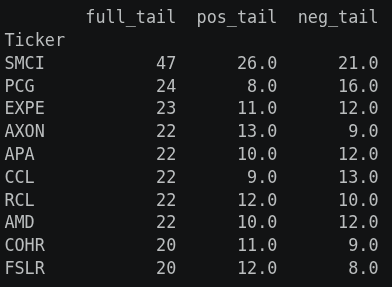 full_tail pos_tail neg_tail
Ticker
SMCI 47 26.0 21.0
PCG 24 8.0 16.0
EXPE 23 11.0 12.0
AXON 22 13.0 9.0
APA 22 10.0 12.0
CCL 22 9.0 13.0
RCL 22 12.0 10.0
AMD 22 10.0 12.0
COHR 20 11.0 9.0
FSLR 20 12.0 8.0